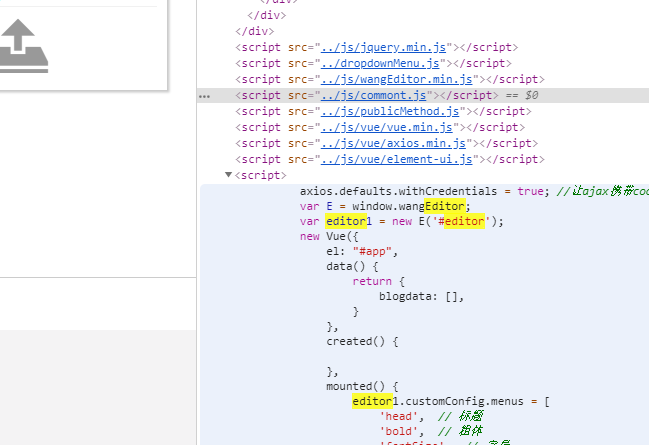 </div>
</div>
</div>
<script src="../js/jquery.min.js"></script>
<script src="../dropdownMenu.js"></script>
<script src="../js/wangEditor.min.js"></script>
... <script src="../js/commont.js"></script> == $0
<script src="../js/publicMethod.js"></script>
<script src="../js/vue/vue.min.js"></script>
<script src="../js/vue/axios.min.js"></script>
<script src="../js/vue/element-ui.js"></script>
▼<script>
axios.defaults.withCredentials = true; //让ajax携带coo
var E = window.wangEditor;
var editor1 = new E('#editor');
new Vue({
el: "#app",
data() {
return {
blogdata: [],
}
},
created() {
},
mounted() {
editor1.customConfig.menus = [
'head', // 标题
'bold', // 粗体